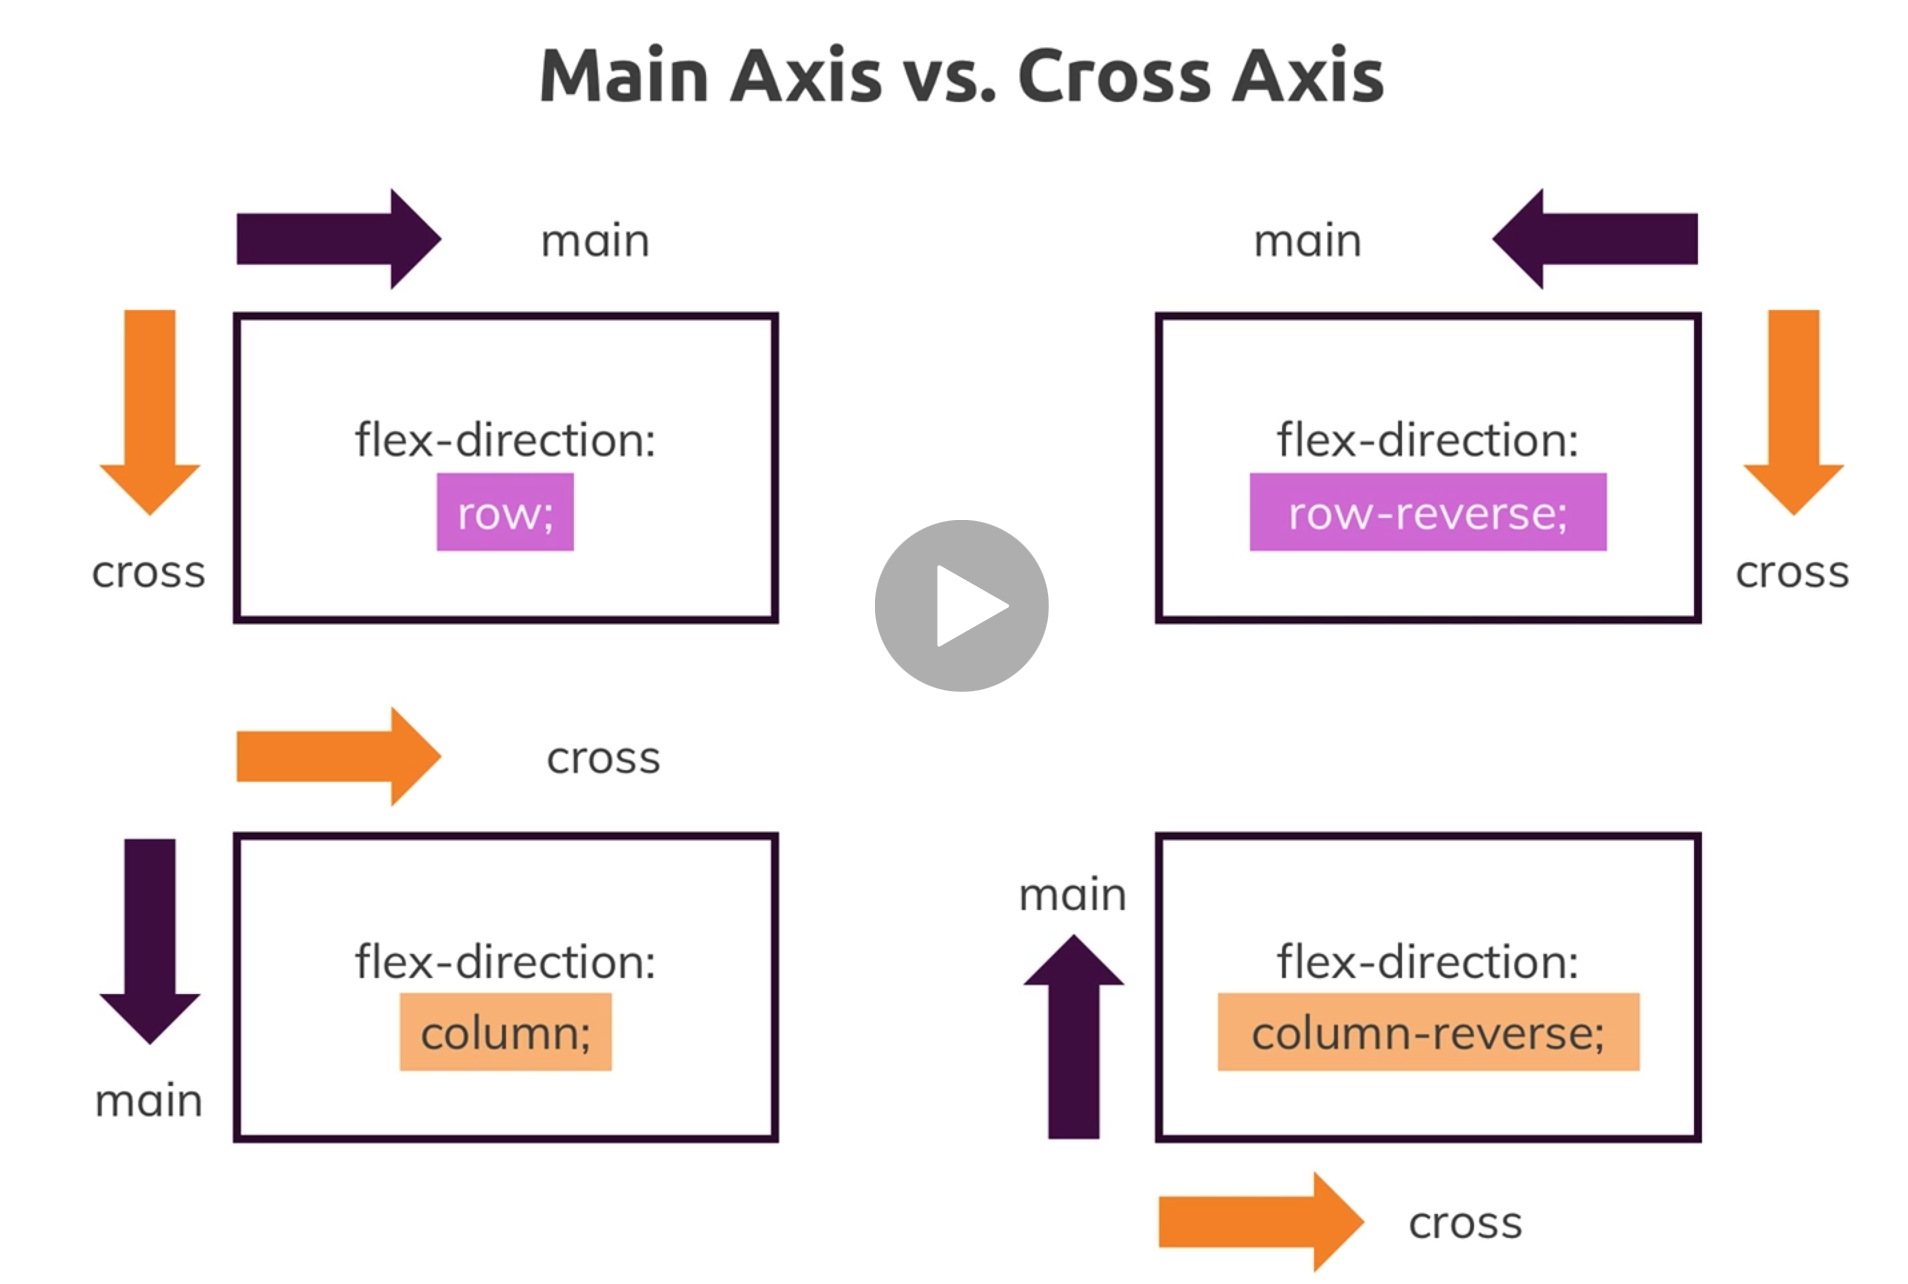 Main Axis vs. Cross Axis
main
cross
flex-direction:
row;
main
flex-direction:
row-reverse;
cross
cross
flex-direction:
column;
main
main
flex-direction:
column-reverse;
cross